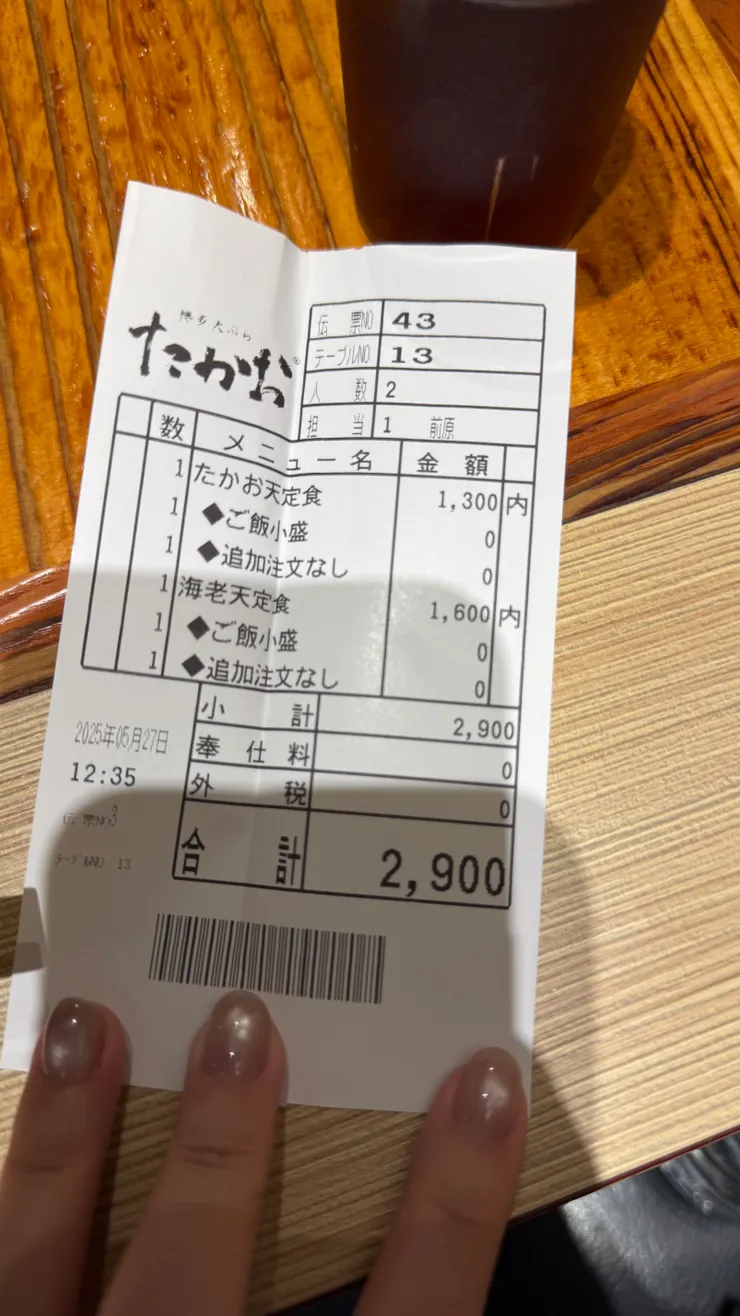 博多天ぷら
たかお
伝票NO 43
テーブルNO 13
人数 2
担当 1 前原
数 メニュー名 金額
1 たかお天定食 1,300 内
1 ◆ご飯小盛 0
1 ◆追加注文なし 0
1 海老天定食 1,600 内
1 ◆ご飯小盛 0
1 ◆追加注文なし 0
小計 2,900
奉仕料 0
外税 0
合計 2,900
2025年05月27日
12:35
伝票NO3
テーブルNO 13